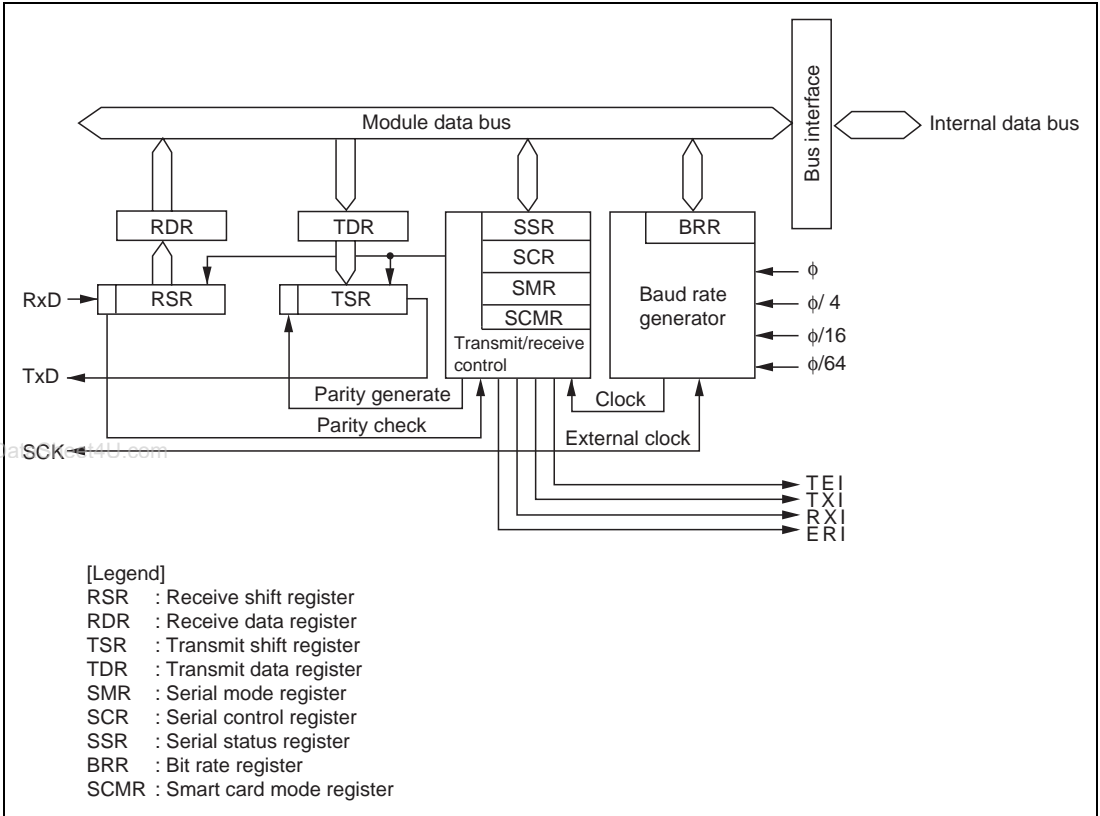 Bus interface
Module data bus
Internal data bus
RDR
TDR
SSR
BRR
SCR
RxD
RSR
TSR
SMR
SCMR
Baud rate
generator
φ
φ/ 4
φ/16
φ/64
Transmit/receive
control
TxD
Parity generate
Clock
Parity check
External clock
SCK
TEI
TXI
RXI
ERI
[Legend]
RSR : Receive shift register
RDR : Receive data register
TSR : Transmit shift register
TDR : Transmit data register
SMR : Serial mode register
SCR : Serial control register
SSR : Serial status register
BRR : Bit rate register
SCMR : Smart card mode register